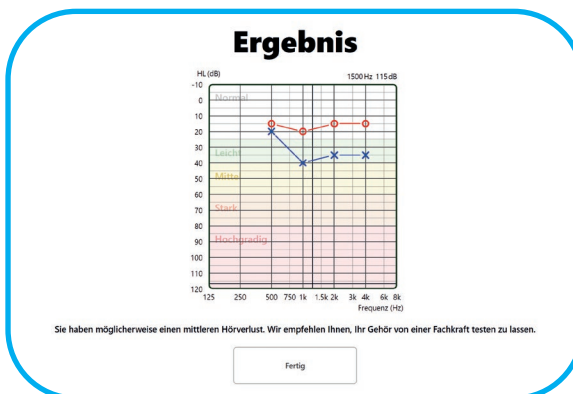 Ergebnis
HL (dB)
1500 Hz 115 dB
-10
0
Normal
10
20
30
Leicht
40
50
Mittel
60
70
Stark
80
90
Hochgradig
100
110
120
125 250 500 750 1k 1.5k 2k 3k 4k 6k 8k
Frequenz (Hz)
Sie haben möglicherweise einen mittleren Hörverlust. Wir empfehlen Ihnen, Ihr Gehör von einer Fachkraft testen zu lassen.
Fertig